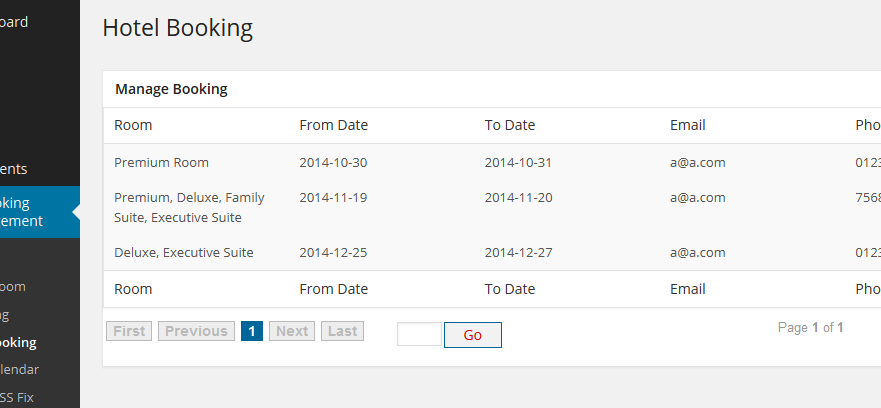 oard
ents
oking
gement
oom
ng
ooking
lendar
SS Fix
Hotel Booking
Manage Booking
Room From Date To Date Email Pho
Premium Room 2014-10-30 2014-10-31 a@a.com 0123
Premium, Deluxe, Family 2014-11-19 2014-11-20 a@a.com 7568
Suite, Executive Suite
Deluxe, Executive Suite 2014-12-25 2014-12-27 a@a.com 0123
Room From Date To Date Email Pho
First Previous 1 Next Last Go Page 1 of 1